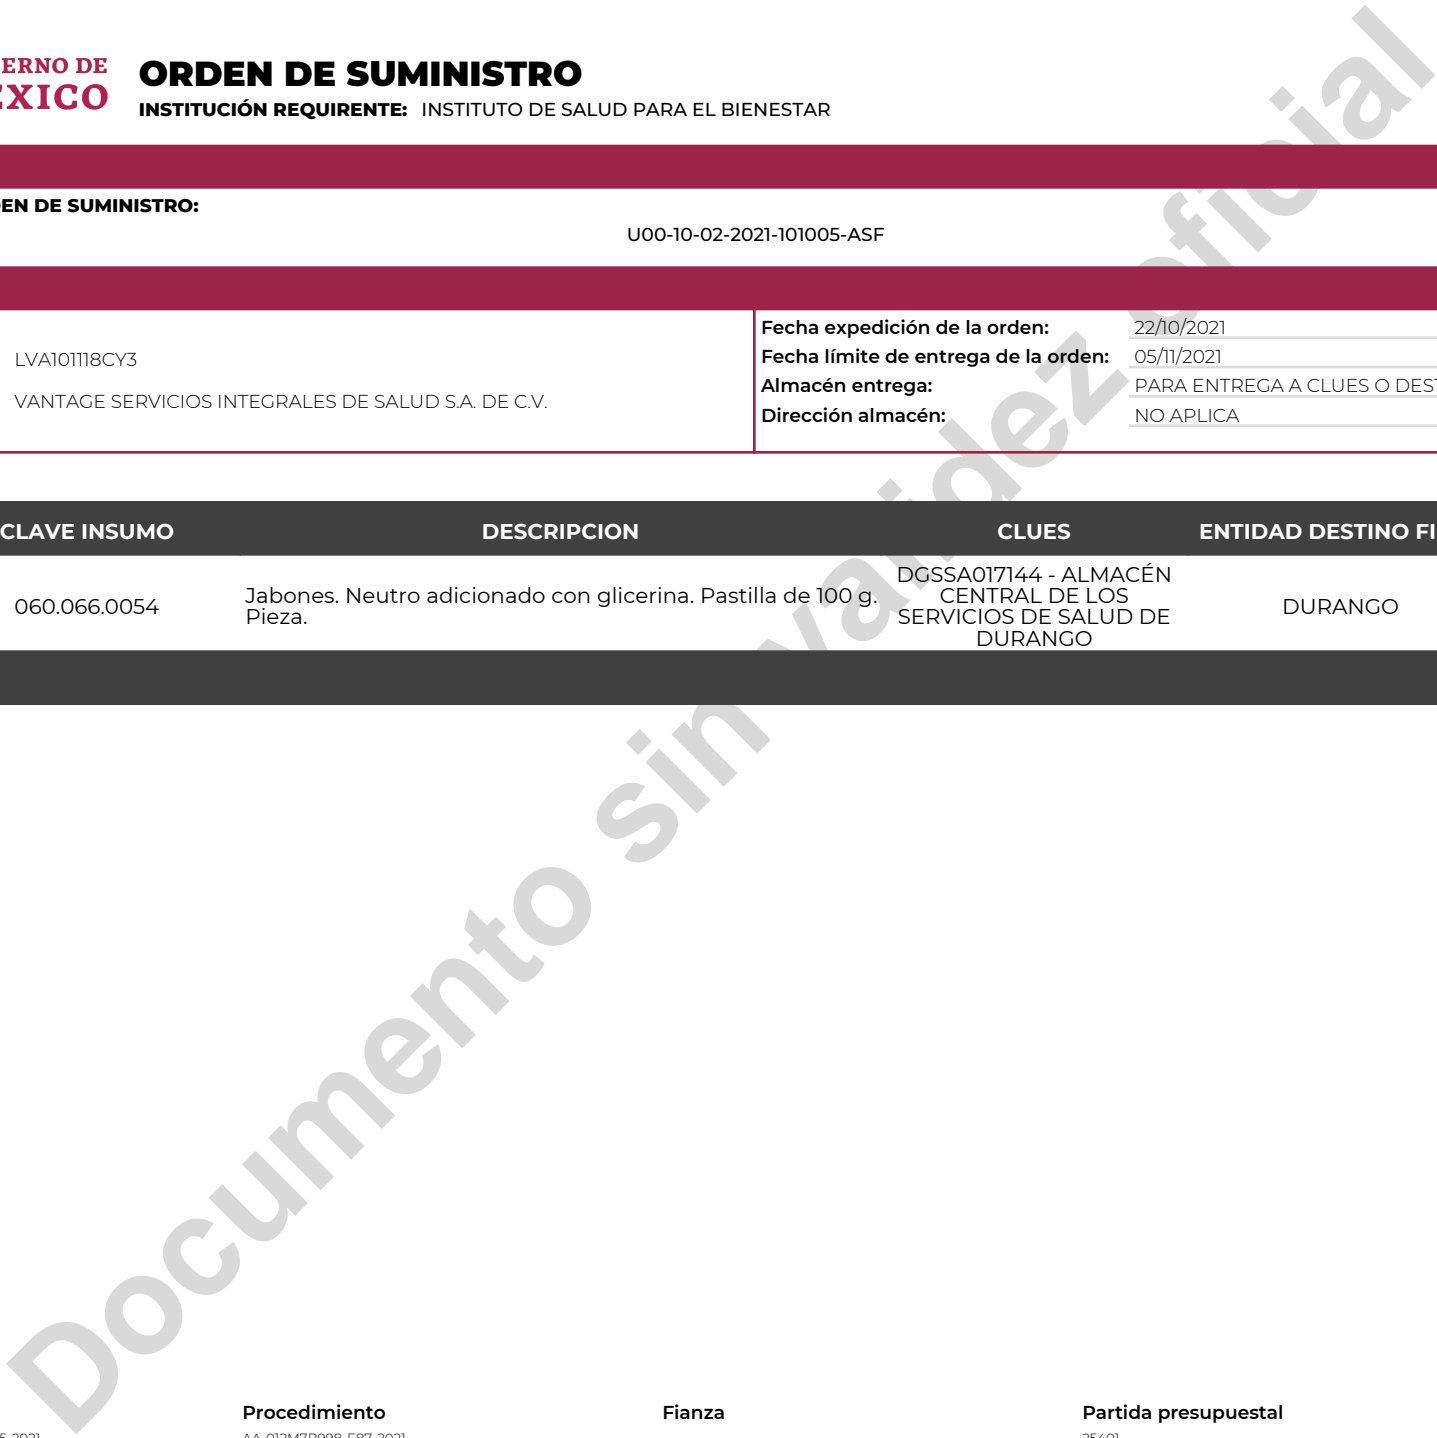 ERNO DE
EXICO
ORDEN DE SUMINISTRO
INSTITUCIÓN REQUIRENTE: INSTITUTO DE SALUD PARA EL BIENESTAR
EN DE SUMINISTRO:
U00-10-02-2021-101005-ASF
LVA101118CY3
VANTAGE SERVICIOS INTEGRALES DE SALUD S.A. DE C.V.
Fecha expedición de la orden: 22/10/2021
Fecha límite de entrega de la orden: 05/11/2021
Almacén entrega: PARA ENTREGA A CLUES O DEST
Dirección almacén: NO APLICA
CLAVE INSUMO DESCRIPCION CLUES ENTIDAD DESTINO FI
060.066.0054
Jabones. Neutro adicionado con glicerina. Pastilla de 100 g.
Pieza.
DGSSA017144 - ALMACÉN
CENTRAL DE LOS
SERVICIOS DE SALUD DE
DURANGO
DURANGO
Documento sin validez oficial
Procedimiento Fianza Partida presupuestal